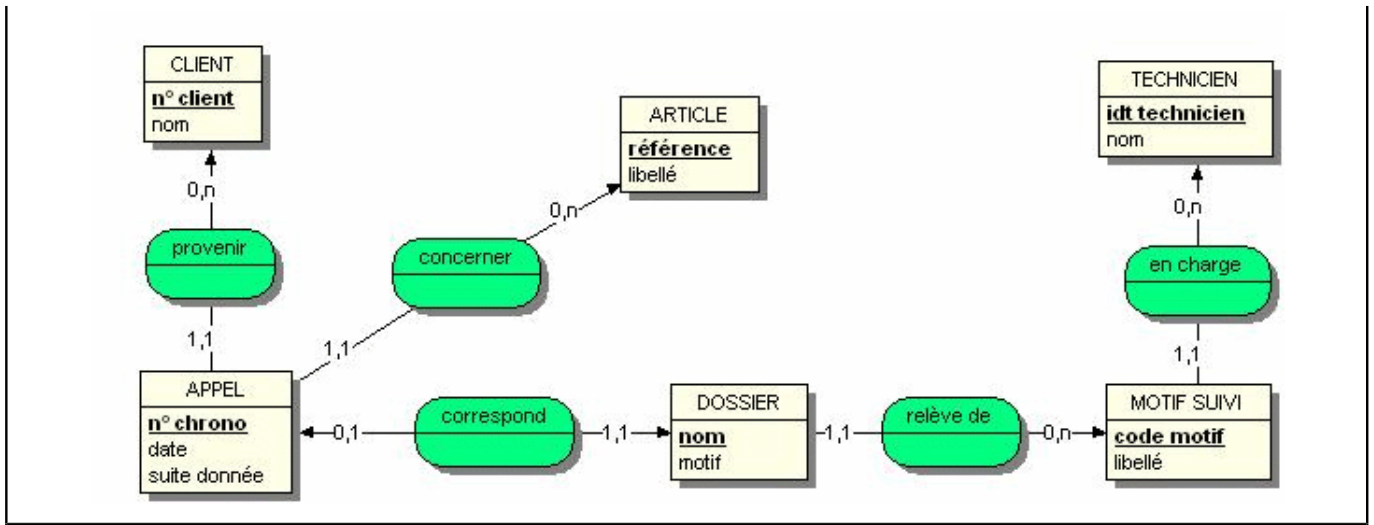 CLIENT
n° client
nom
TECHNICIEN
idt technicien
nom
ARTICLE
référence
libellé
0,n
0,n
0,n
provenir
concerner
en charge
1,1
1,1
1,1
APPEL
n° chrono
date
suite donnée
0,1
correspond
1,1
DOSSIER
nom
motif
1,1
relève de
0,n
MOTIF SUIVI
code motif
libellé